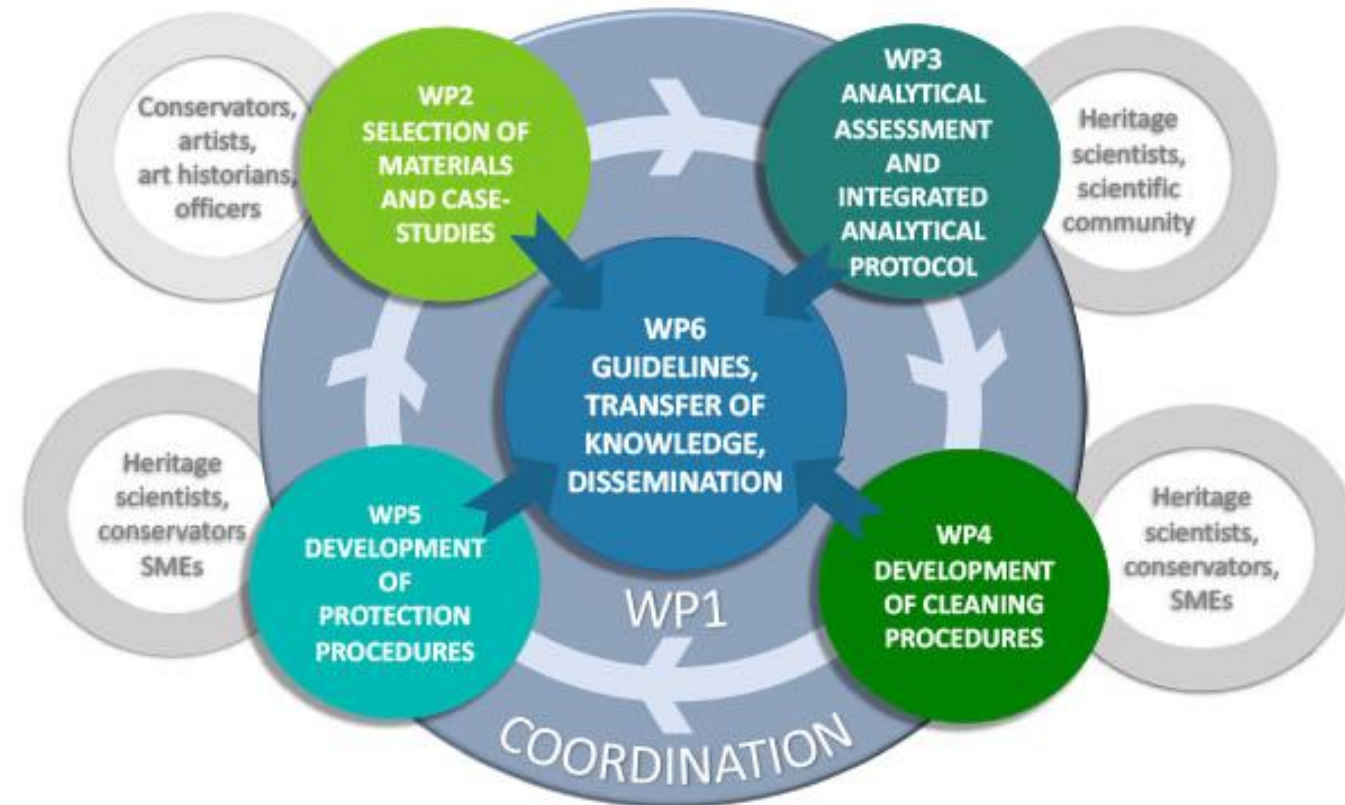 Conservators,
artists,
art historians,
officers
WP2
SELECTION OF
MATERIALS
AND CASE-
STUDIES
WP3
ANALYTICAL
ASSESSMENT
AND
INTEGRATED
ANALYTICAL
PROTOCOL
Heritage
scientists,
scientific
community
WP6
GUIDELINES,
TRANSFER OF
KNOWLEDGE,
DISSEMINATION
Heritage
scientists,
conservators
SMEs
WP5
DEVELOPMENT
OF
PROTECTION
PROCEDURES
WP4
DEVELOPMENT
OF CLEANING
PROCEDURES
Heritage
scientists,
conservators,
SMEs
WP1
COORDINATION